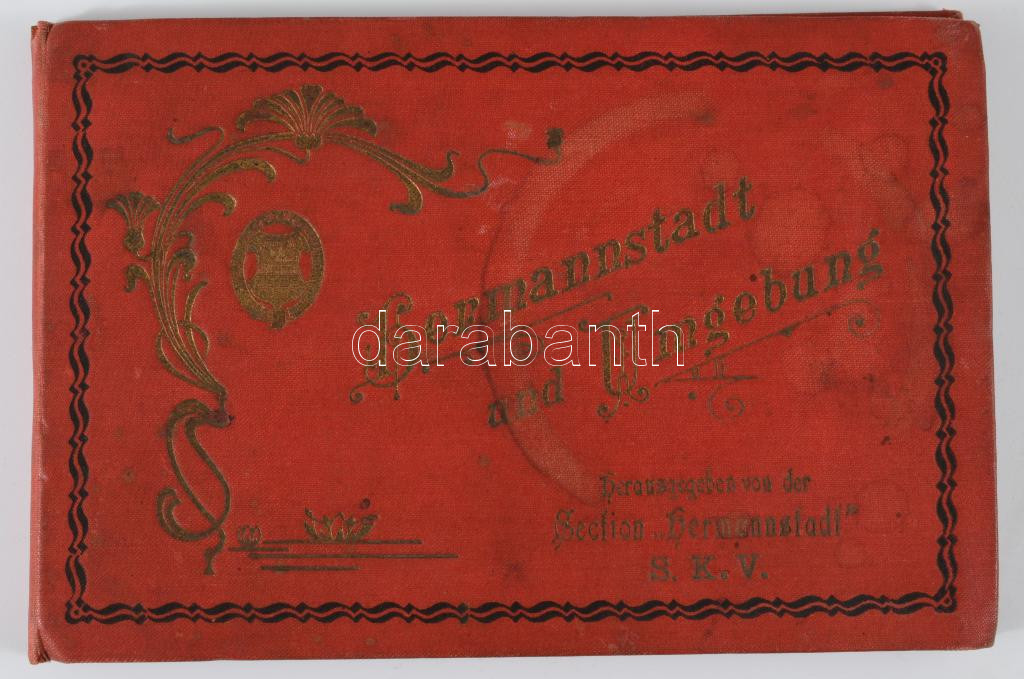 Hermannstadt
und Umgebung
darabanth
Herausgegeben von der
Section „Hermannstadt"
S. K. V.